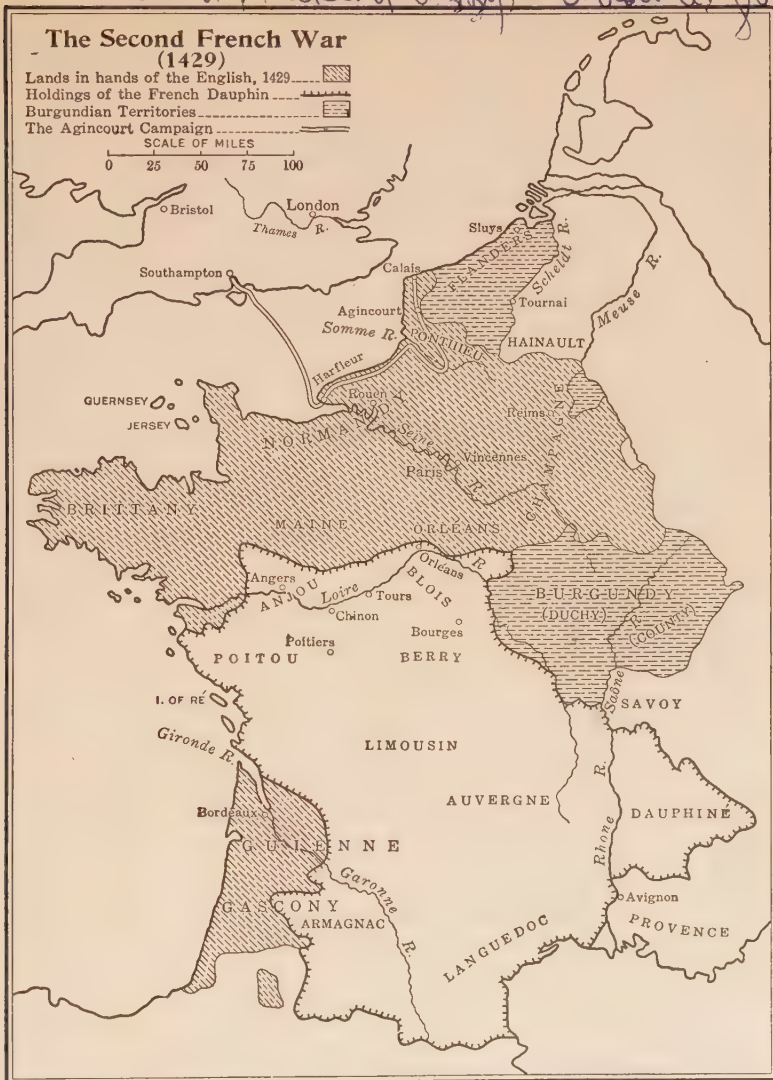 The Second French War
(1429)
Lands in hands of the English, 1429
Holdings of the French Dauphin
Burgundian Territories
The Agincourt Campaign
SCALE OF MILES
0 25 50 75 100
Bristol
London
Thames R.
Southampton
Sluys
FLANDERS
Scheldt R.
Calais
Tournai
Meuse R.
Agincourt
Somme R.
PONTHIEU
HAINAULT
Harfleur
GUERNSEY
JERSEY
Rouen
Reims
NORMANDY
Seine R.
CHAMPAGNE
Paris
Vincennes
BRITTANY
MAINE
ORLÉANS
Orléans
R
Angers
ANJOU
Loire
Tours
BLOIS
Chinon
BURGUNDY
(DUCHY)
(COUNTY)
R
Bourges
Poitiers
POITOU
BERRY
Saône
I. OF RÉ
SAVOY
Gironde R.
LIMOUSIN
AUVERGNE
Rhone R.
DAUPHINÉ
Bordeaux
GUIENNE
Garonne R.
GASCONY
ARMAGNAC
Avignon
PROVENCE
LANGUEDOC